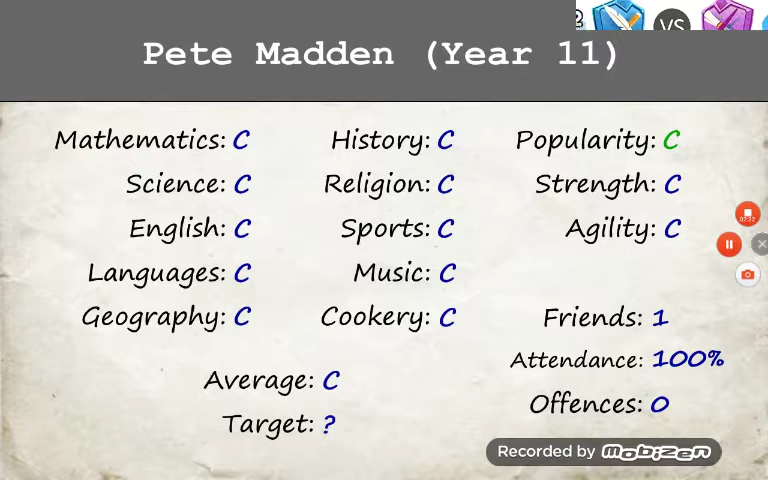 VS
Pete Madden (Year 11)
Mathematics: C History: C Popularity: C
Science: C Religion: C Strength: C
English: C Sports: C Agility: C
Languages: C Music: C
Geography: C Cookery: C Friends: 1
Attendance: 100%
Average: C
Offences: 0
Target: ?
Recorded by Mobizen